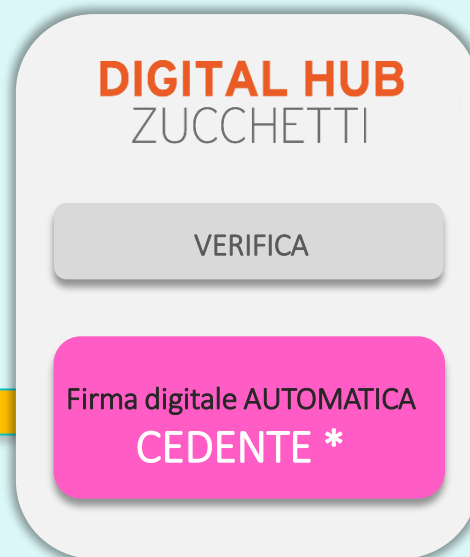 DIGITAL HUB
ZUCCHETTI
VERIFICA
Firma digitale AUTOMATICA
CEDENTE *